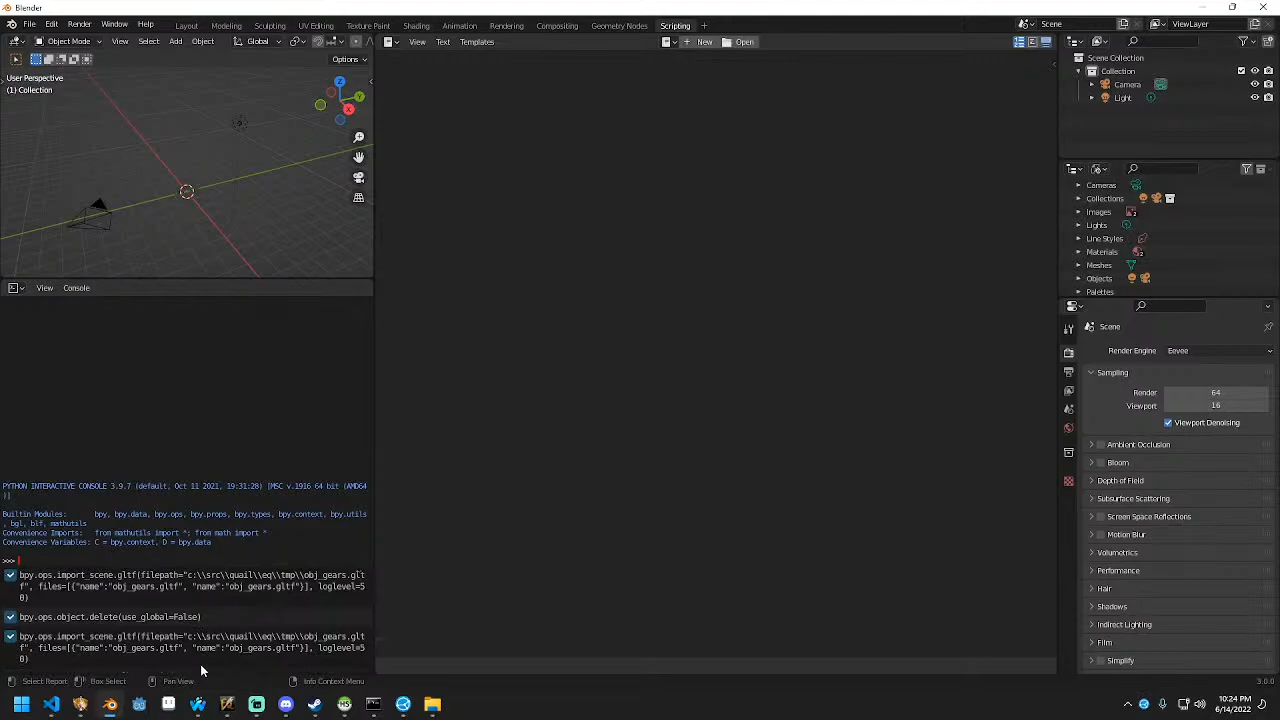 Blender
File Edit Render Window Help
Layout Modeling Sculpting UV Editing Texture Paint Shading Animation Rendering Compositing Geometry Nodes Scripting +
Scene
ViewLayer
Object Mode View Select Add Object Global
View Text Templates
New Open
Options
User Perspective
(1) Collection
Z
Y
X
Scene Collection
Collection
Camera
Light
Cameras
Collections
Images
2
Lights
Line Styles
Materials
2
Meshes
Objects
Palettes
View Console
Scene
Render Engine Eevee
Sampling
Render 64
Viewport 16
Viewport Denoising
Ambient Occlusion
Bloom
Depth of Field
Subsurface Scattering
Screen Space Reflections
Motion Blur
Volumetrics
Performance
Hair
Shadows
Indirect Lighting
Film
Simplify
PYTHON INTERACTIVE CONSOLE 3.9.7 (default, Oct 11 2021, 19:31:28) [MSC v.1916 64 bit (AMD64
)]
Builtin Modules: bpy, bpy.data, bpy.ops, bpy.props, bpy.types, bpy.context, bpy.utils
, bgl, blf, mathutils
Convenience Imports: from mathutils import *; from math import *
Convenience Variables: C = bpy.context, D = bpy.data
>>>
bpy.ops.import_scene.gltf(filepath="c:\\src\\quail\\eq\\tmp\\obj_gears.glt
f", files=[{"name":"obj_gears.gltf", "name":"obj_gears.gltf"}], loglevel=5
0)
bpy.ops.object.delete(use_global=False)
bpy.ops.import_scene.gltf(filepath="c:\\src\\quail\\eq\\tmp\\obj_gears.glt
f", files=[{"name":"obj_gears.gltf", "name":"obj_gears.gltf"}], loglevel=5
0)
Select Report Box Select Pan View Info Context Menu
3.0.0
HS
10:24 PM
6/14/2022